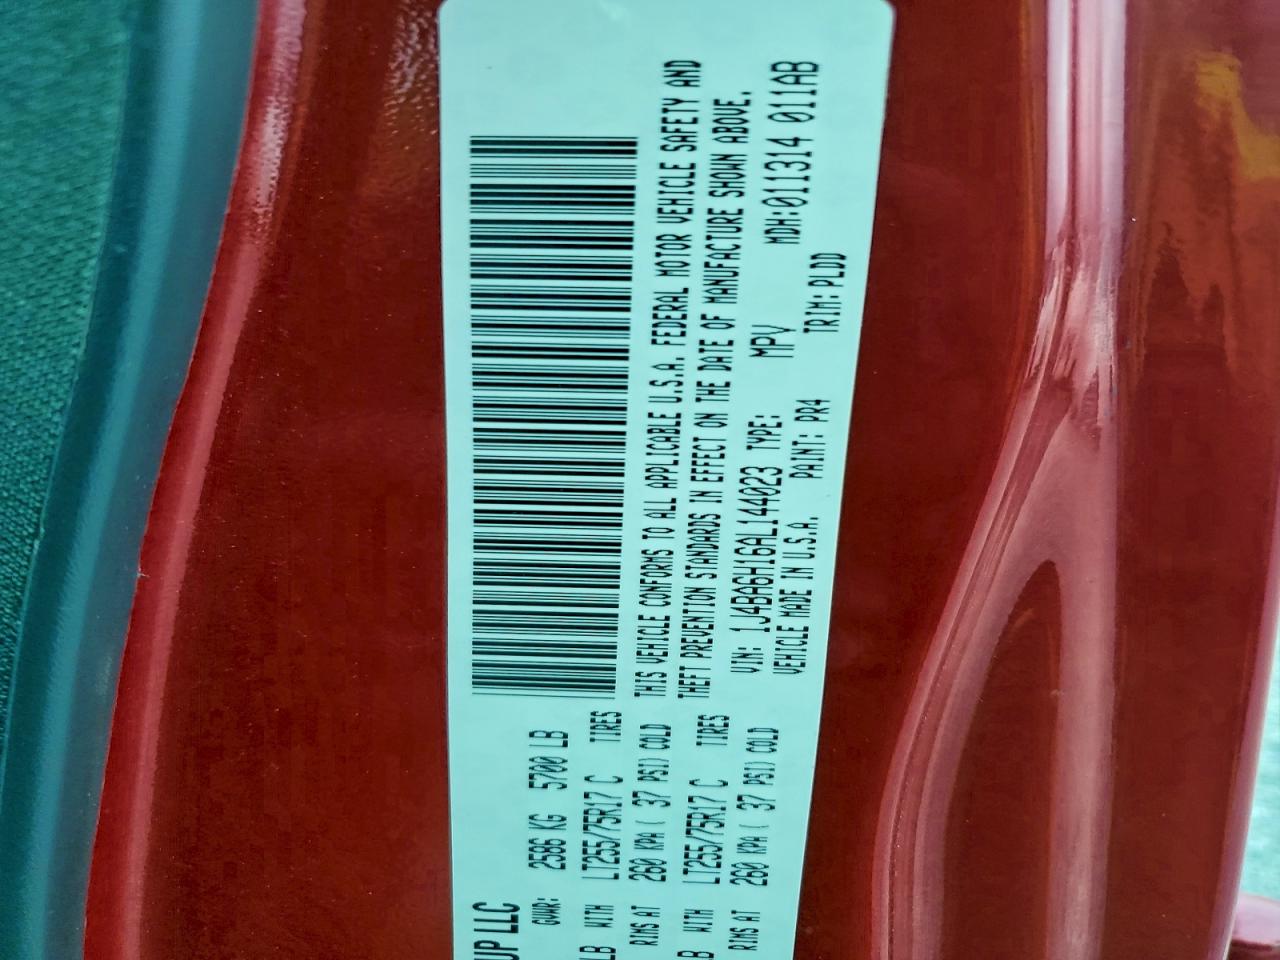 UP LLC
GVWR: 2586 KG 5700 LB
LB WITH LT255/75R17 C TIRES
RIMS AT 260 KPA ( 37 PSI) COLD
LB WITH LT255/75R17 C TIRES
RIMS AT 260 KPA ( 37 PSI) COLD
THIS VEHICLE CONFORMS TO ALL APPLICABLE U.S.A. FEDERAL MOTOR VEHICLE SAFETY AND
THEFT PREVENTION STANDARDS IN EFFECT ON THE DATE OF MANUFACTURE SHOWN ABOVE.
VIN: 1J4BA6H16AL144023 TYPE: MPV MDH:011314 011AB
VEHICLE MADE IN U.S.A. PAINT: PR4 TRIM: PLDD